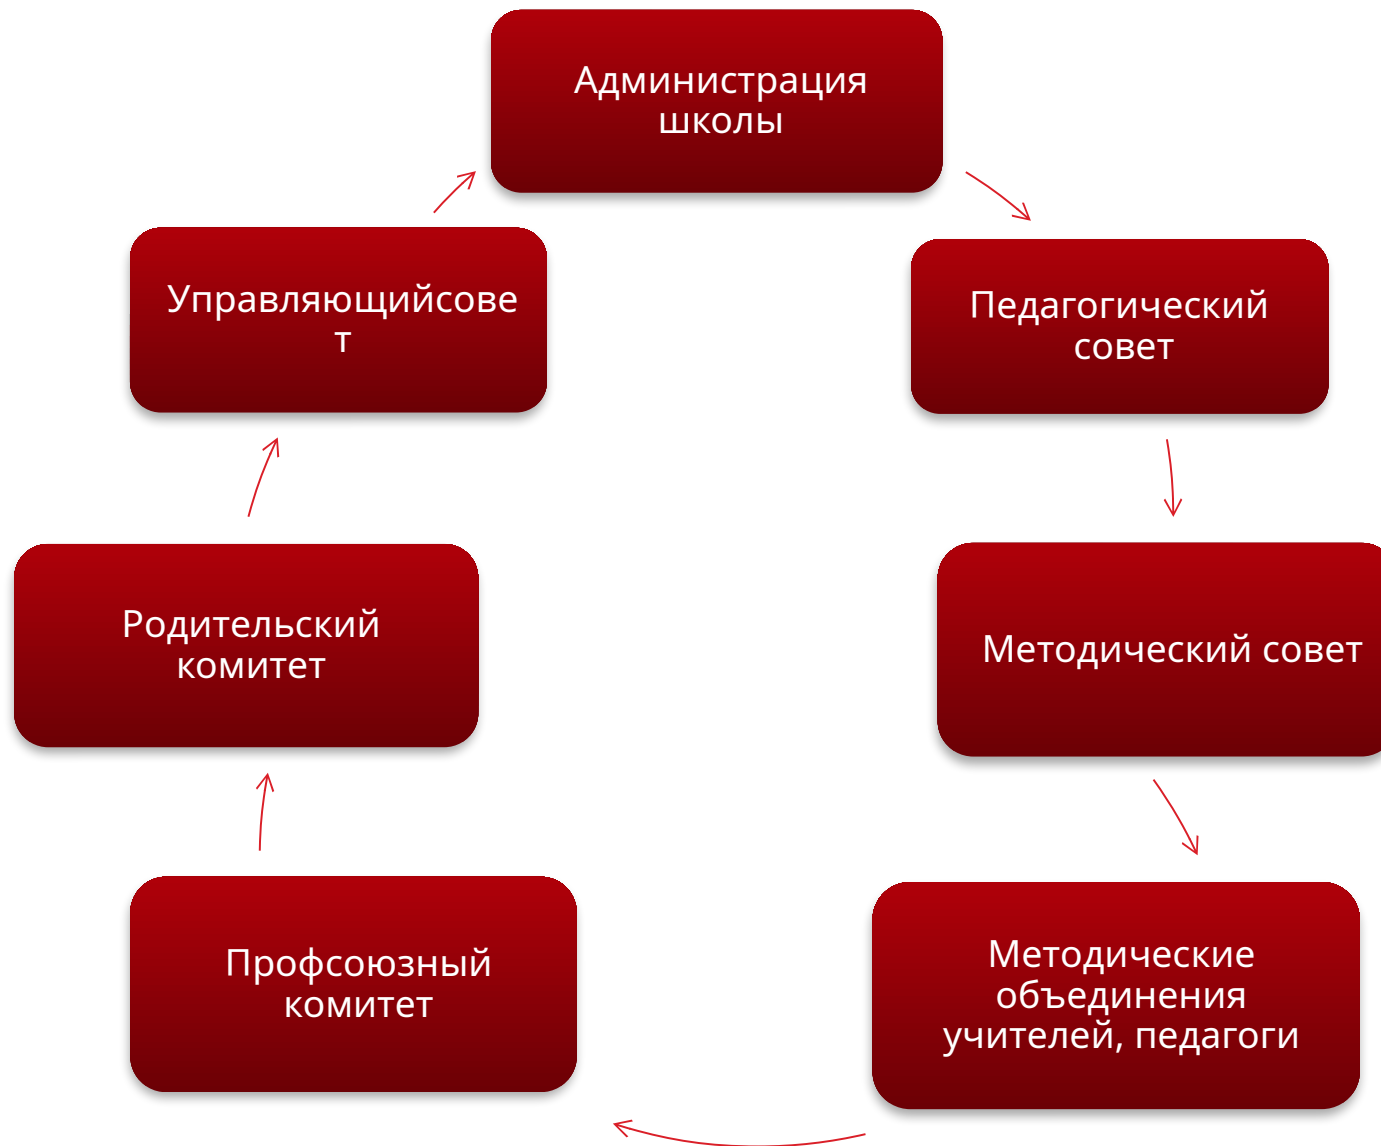 Администрация
школы
Управляющийсове
т
Педагогический
совет
Родительский
комитет
Методический совет
Профсоюзный
комитет
Методические
объединения
учителей, педагоги